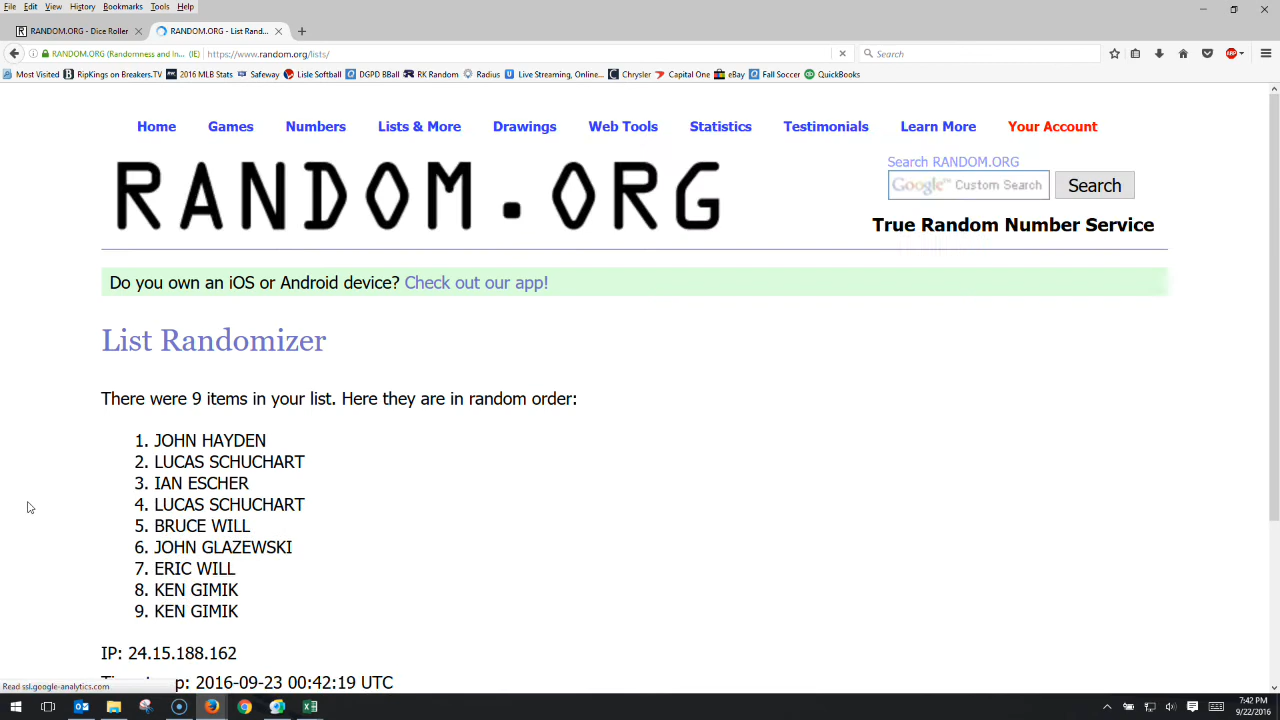 File Edit View History Bookmarks Tools Help
RANDOM.ORG - Dice Roller RANDOM.ORG - List Rand...
RANDOM.ORG (Randomness and In... (IE) https://www.random.org/lists/ Search
Most Visited RipKings on Breakers.TV 2016 MLB Stats Safeway Lisle Softball DGPD BBall RK Random Radius Live Streaming, Online... Chrysler Capital One eBay Fall Soccer QuickBooks
Home Games Numbers Lists & More Drawings Web Tools Statistics Testimonials Learn More Your Account
RANDOM.ORG
Search RANDOM.ORG
Google™ Custom Search Search
True Random Number Service
Do you own an iOS or Android device? Check out our app!
List Randomizer
There were 9 items in your list. Here they are in random order:
1. JOHN HAYDEN
2. LUCAS SCHUCHART
3. IAN ESCHER
4. LUCAS SCHUCHART
5. BRUCE WILL
6. JOHN GLAZEWSKI
7. ERIC WILL
8. KEN GIMIK
9. KEN GIMIK
IP: 24.15.188.162
2016-09-23 00:42:19 UTC
Read ssl.google-analytics.com
7:42 PM
9/22/2016